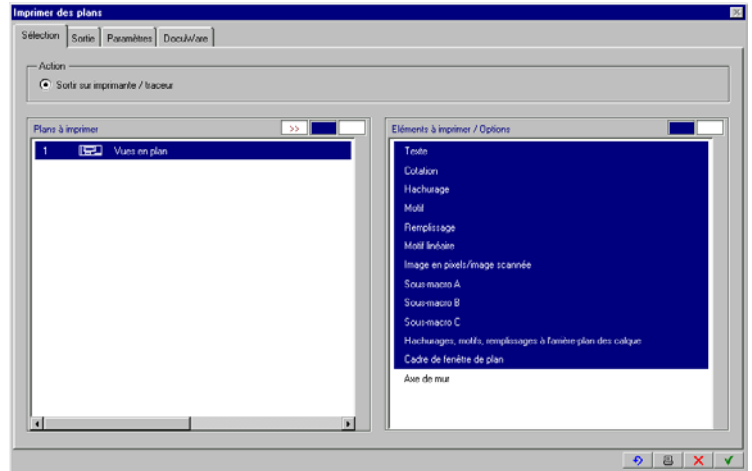 Imprimer des plans
Sélection Sortie Paramètres DocuWare
Action
Sortir sur imprimante / traceur
Plans à imprimer >>
1 Vues en plan
Eléments à imprimer / Options
Texte
Cotation
Hachurage
Motif
Remplissage
Motif linéaire
Image en pixels/image scannée
Sous-macro A
Sous-macro B
Sous-macro C
Hachurages, motifs, remplissages à l'arrière-plan des calque
Cadre de fenêtre de plan
Axe de mur